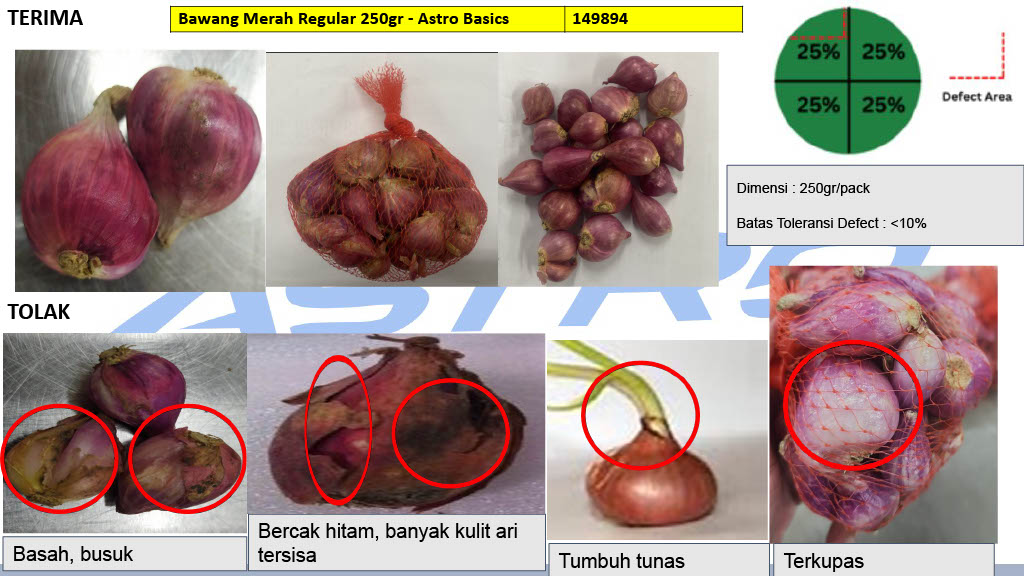 TERIMA
Bawang Merah Regular 250gr - Astro Basics 149894
25% 25%
25% 25%
Defect Area
Dimensi : 250gr/pack
Batas Toleransi Defect : <10%
ASTRO
TOLAK
Basah, busuk
Bercak hitam, banyak kulit ari
tersisa
Tumbuh tunas
Terkupas